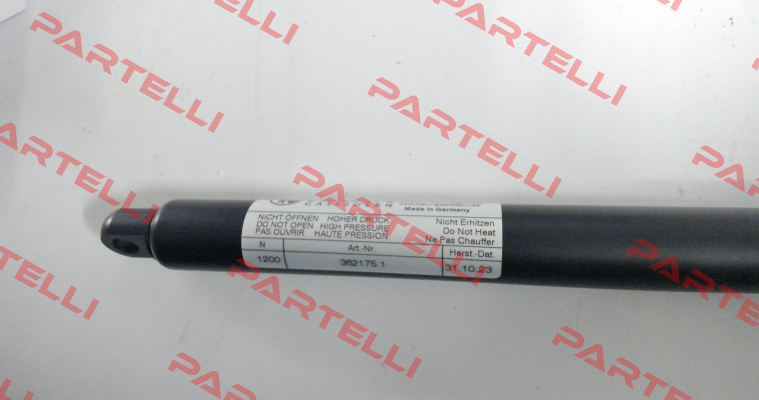 Made in Germany
NICHT ÖFFNEN HOHER DRUCK Nicht Erhitzen
DO NOT OPEN HIGH PRESSURE Do Not Heat
PAS OUVRIR HAUTE PRESSION Ne Pas Chauffer
N Art.-Nr. Herst.-Dat.
1200 362175.1 31.10.23
PARTELLI
PARTELLI
PARTELLI
PARTELLI
PARTELLI
PARTELLI
PARTELLI